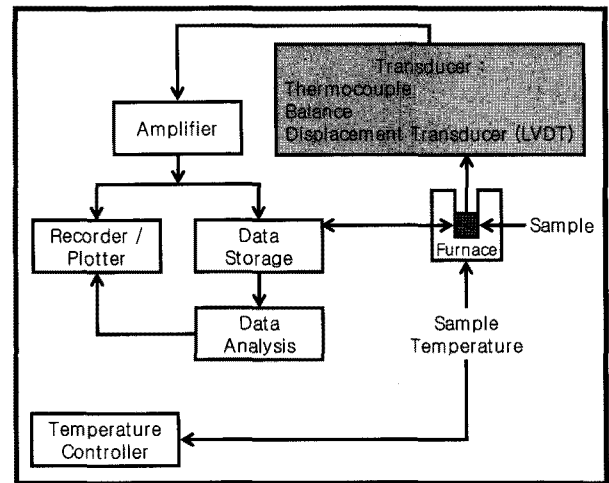 Transducer :
Thermocouple
Balance
Displacement Transducer (LVDT)
Amplifier
Recorder /
Plotter
Data
Storage
Furnace
Sample
Data
Analysis
Sample
Temperature
Temperature
Controller